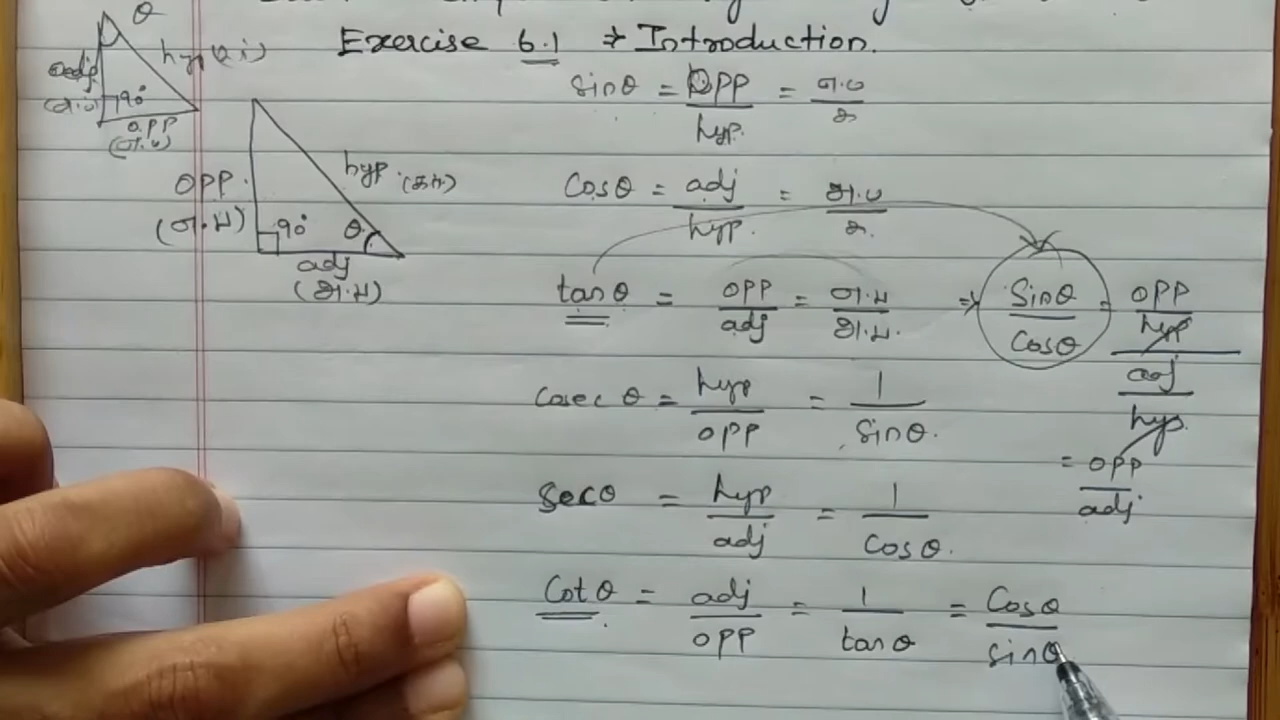 Exercise 6.1 ⇒ Introduction.
θ
adj
hyp
90°
opp
(எ.ப)
sinθ = opp/hyp. = எ.ப/க
opp.
(எ.ப)
hyp.
90° θ
adj
(அ.ப)
Cosθ = adj/hyp. = அ.ப/க.
tanθ = opp/adj = எ.ப/அ.ப. ⇒ Sinθ/Cosθ = opp/hyp / adj/hyp.
= opp/adj
Cosec θ = hyp/opp = 1/sinθ.
Secθ = hyp/adj = 1/Cosθ.
Cotθ = adj/opp = 1/tanθ = Cosθ/sinθ